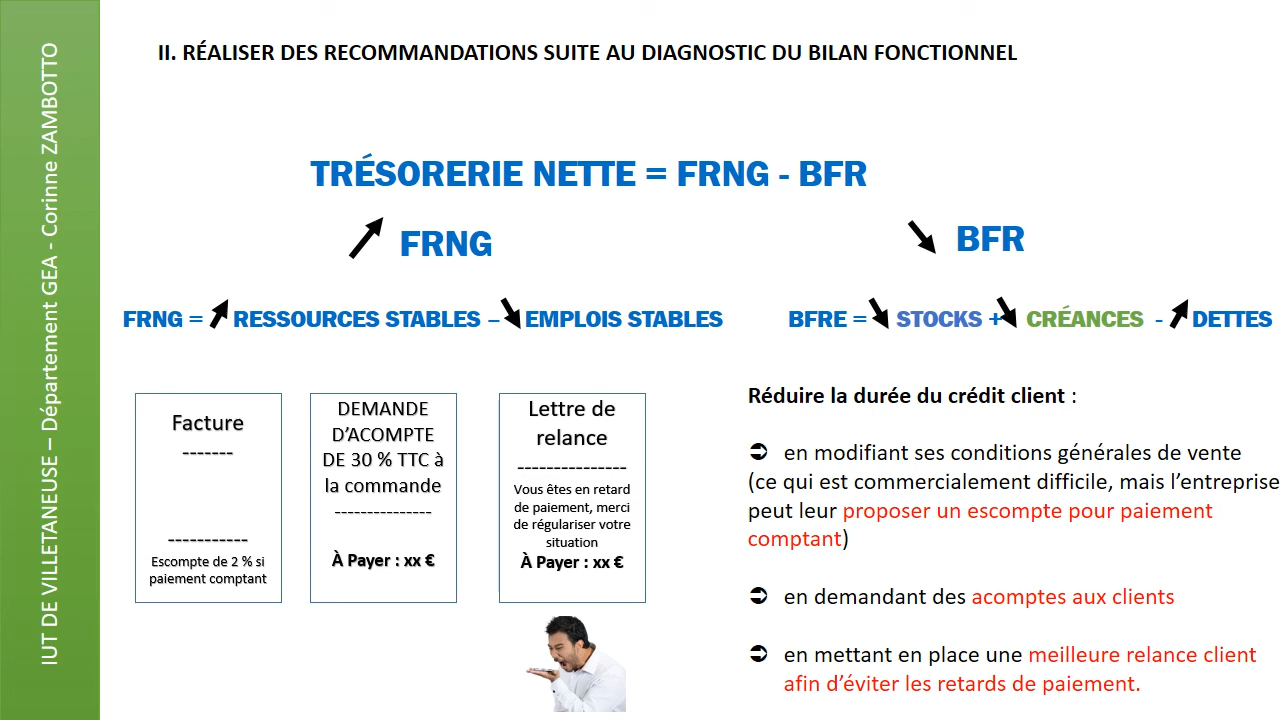 IUT DE VILLETANEUSE – Département GEA - Corinne ZAMBOTTO
II. RÉALISER DES RECOMMANDATIONS SUITE AU DIAGNOSTIC DU BILAN FONCTIONNEL
TRÉSORERIE NETTE = FRNG - BFR
FRNG
BFR
FRNG = RESSOURCES STABLES – EMPLOIS STABLES
BFRE = STOCKS + CRÉANCES - DETTES
Facture
-------
-----------
Escompte de 2 % si
paiement comptant
DEMANDE
D’ACOMPTE
DE 30 % TTC à
la commande
---------------
À Payer : xx €
Lettre de
relance
----------------
Vous êtes en retard
de paiement, merci
de régulariser votre
situation
À Payer : xx €
Réduire la durée du crédit client :
➲ en modifiant ses conditions générales de vente
(ce qui est commercialement difficile, mais l’entreprise
peut leur proposer un escompte pour paiement
comptant)
➲ en demandant des acomptes aux clients
➲ en mettant en place une meilleure relance client
afin d’éviter les retards de paiement.